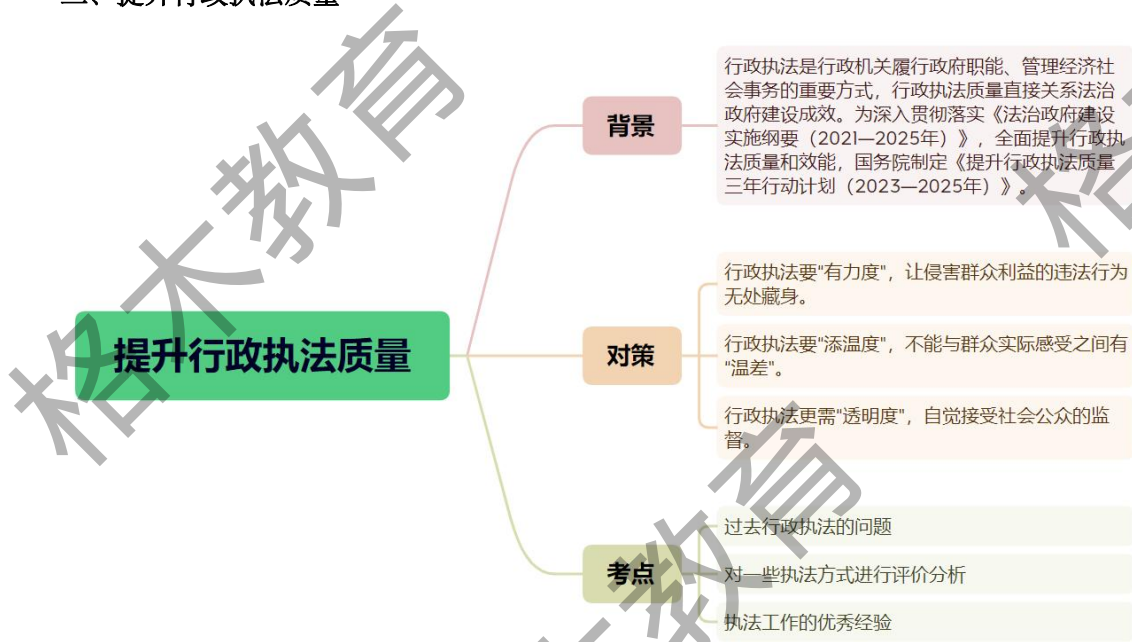 二、提升行政执法质量
背景
行政执法是行政机关履行政府职能、管理经济社
会事务的重要方式，行政执法质量直接关系法治
政府建设成效。为深入贯彻落实《法治政府建设
实施纲要（2021—2025年）》，全面提升行政执
法质量和效能，国务院制定《提升行政执法质量
三年行动计划（2023—2025年）》。
提升行政执法质量
对策
行政执法要"有力度"，让侵害群众利益的违法行为
无处藏身。
行政执法要"添温度"，不能与群众实际感受之间有
"温差"。
行政执法更需"透明度"，自觉接受社会公众的监
督。
考点
过去行政执法的问题
对一些执法方式进行评价分析
执法工作的优秀经验
格木教育
格
木教育